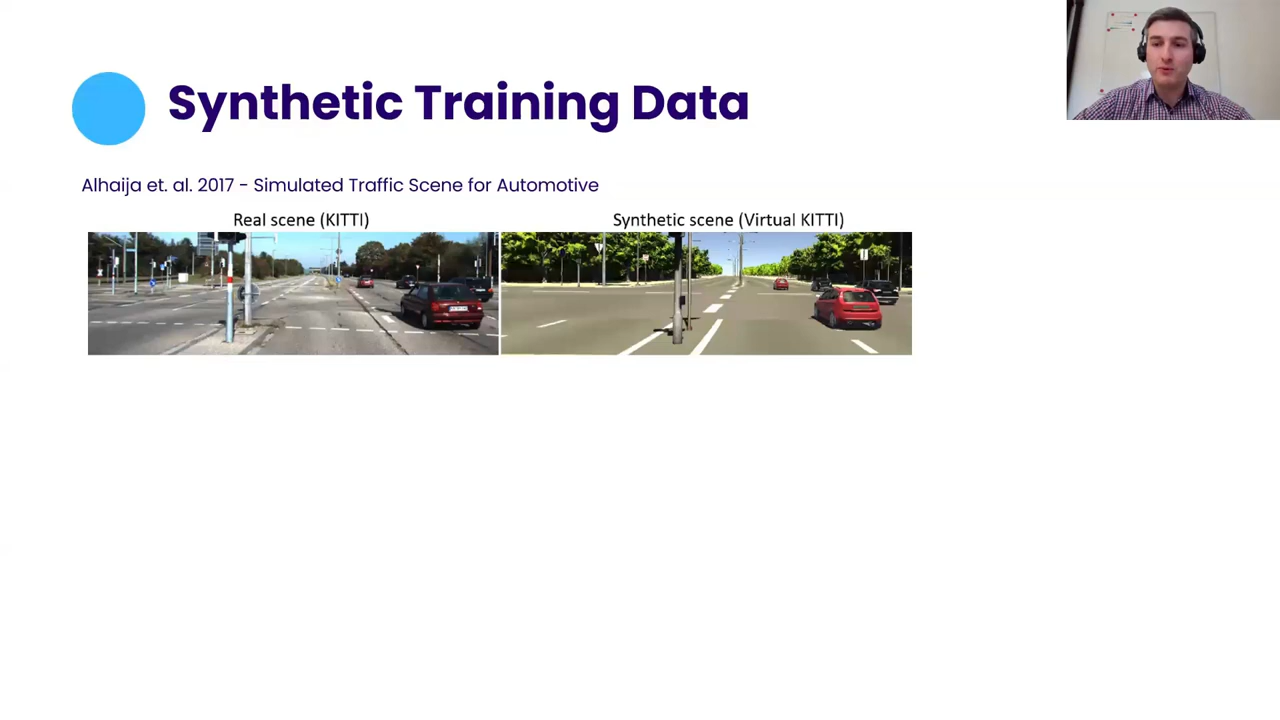 Synthetic Training Data
Alhaija et. al. 2017 - Simulated Traffic Scene for Automotive
Real scene (KITTI)
Synthetic scene (Virtual KITTI)